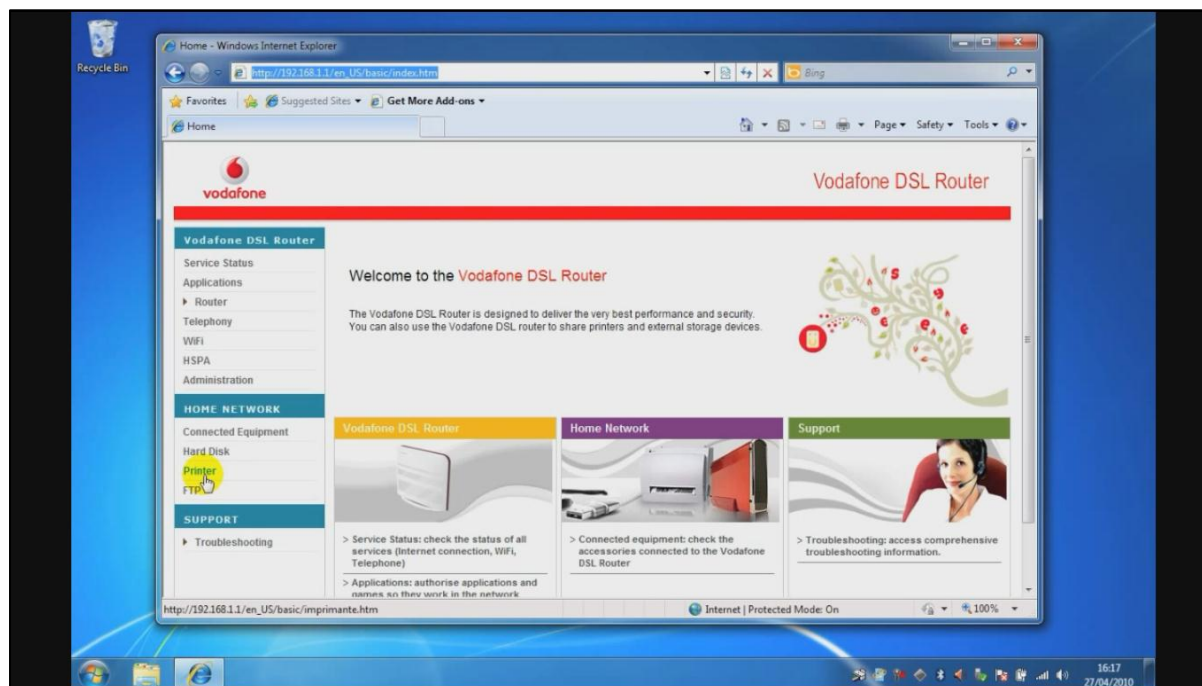 Recycle Bin
Home - Windows Internet Explorer
http://192.168.1.1/en_US/basic/index.htm
Bing
Favorites Suggested Sites Get More Add-ons
Home
Page Safety Tools
vodafone
Vodafone DSL Router
Vodafone DSL Router
Service Status
Applications
Router
Telephony
WiFi
HSPA
Administration
HOME NETWORK
Connected Equipment
Hard Disk
Printer
FTP
SUPPORT
Troubleshooting
Welcome to the Vodafone DSL Router
The Vodafone DSL Router is designed to deliver the very best performance and security.
You can also use the Vodafone DSL router to share printers and external storage devices.
Vodafone DSL Router
> Service Status: check the status of all
services (Internet connection, WiFi,
Telephone)
> Applications: authorise applications and
games so they work in the network
Home Network
> Connected equipment: check the
accessories connected to the Vodafone
DSL Router
Support
> Troubleshooting: access comprehensive
troubleshooting information.
http://192.168.1.1/en_US/basic/imprimante.htm
Internet | Protected Mode: On
100%
16:17
27/04/2010